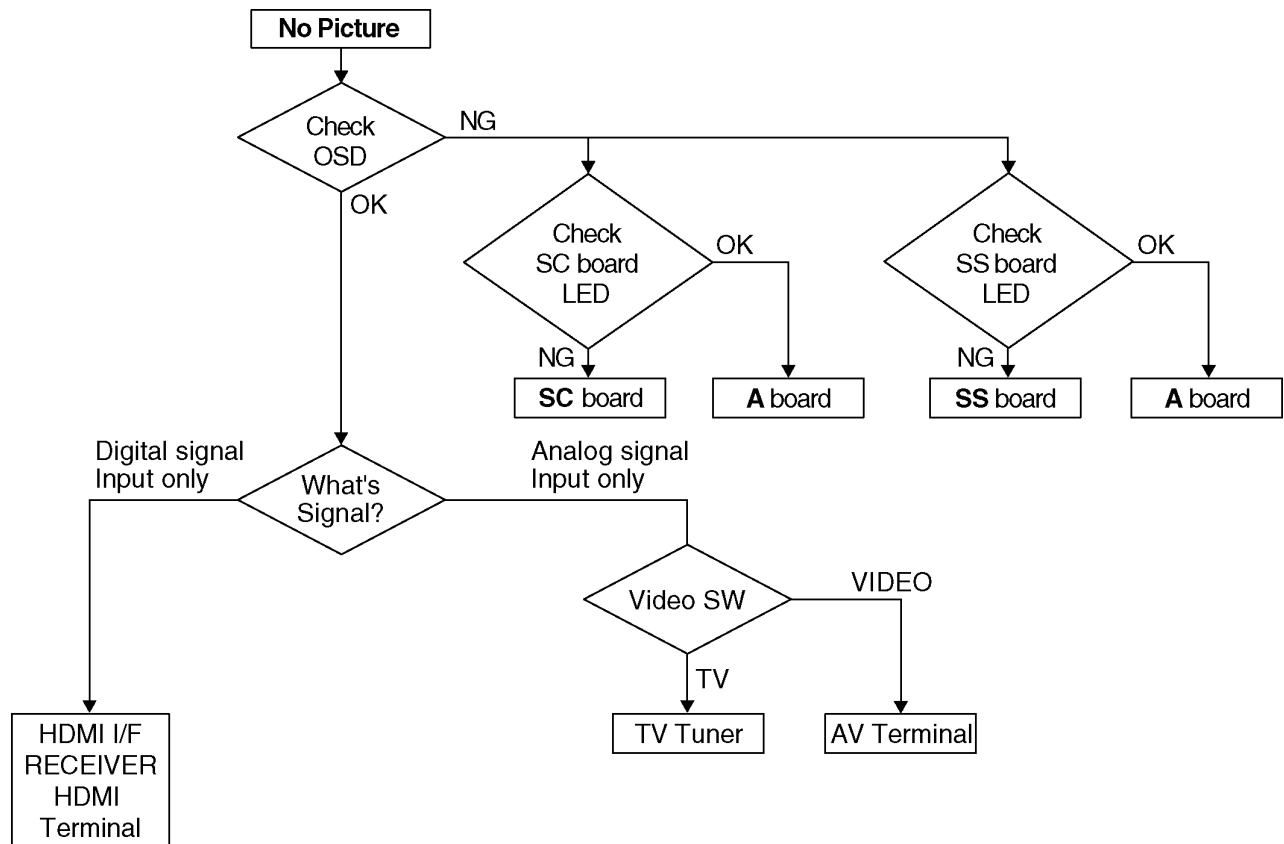 No Picture
Check
OSD
NG
OK
Check
SC board
LED
OK
NG
SC board
A board
Check
SS board
LED
OK
NG
SS board
A board
What's
Signal?
Digital signal
Input only
Analog signal
Input only
Video SW
VIDEO
TV
TV Tuner
AV Terminal
HDMI I/F
RECEIVER
HDMI
Terminal